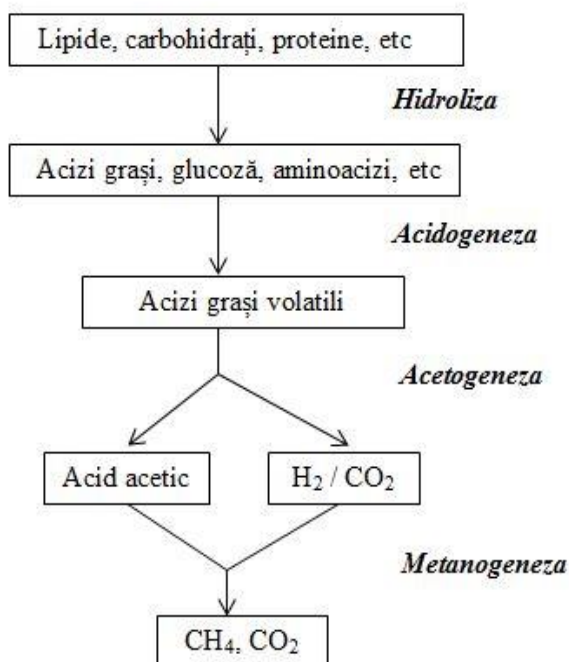 Lipide, carbohidrați, proteine, etc
Hidroliza
Acizi grași, glucoză, aminoacizi, etc
Acidogeneza
Acizi grași volatili
Acetogeneza
Acid acetic
H₂ / CO₂
Metanogeneza
CH₄, CO₂